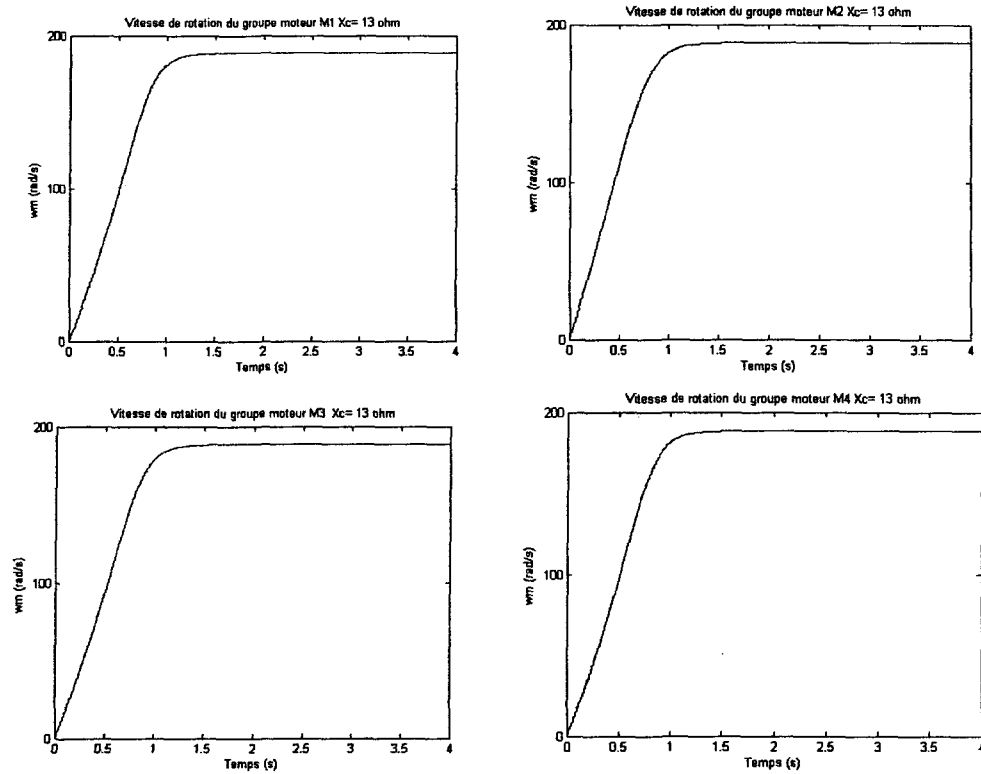 Vitesse de rotation du groupe moteur M1 Xc= 13 ohm
200
100
0
wm (rad/s)
0 0.5 1 1.5 2 2.5 3 3.5 4
Temps (s)
Vitesse de rotation du groupe moteur M2 Xc= 13 ohm
200
100
0
wm (rad/s)
0 0.5 1 1.5 2 2.5 3 3.5 4
Temps (s)
Vitesse de rotation du groupe moteur M3 Xc= 13 ohm
200
100
0
wm (rad/s)
0 0.5 1 1.5 2 2.5 3 3.5 4
Temps (s)
Vitesse de rotation du groupe moteur M4 Xc= 13 ohm
200
100
0
wm (rad/s)
0 0.5 1 1.5 2 2.5 3 3.5 4
Temps (s)